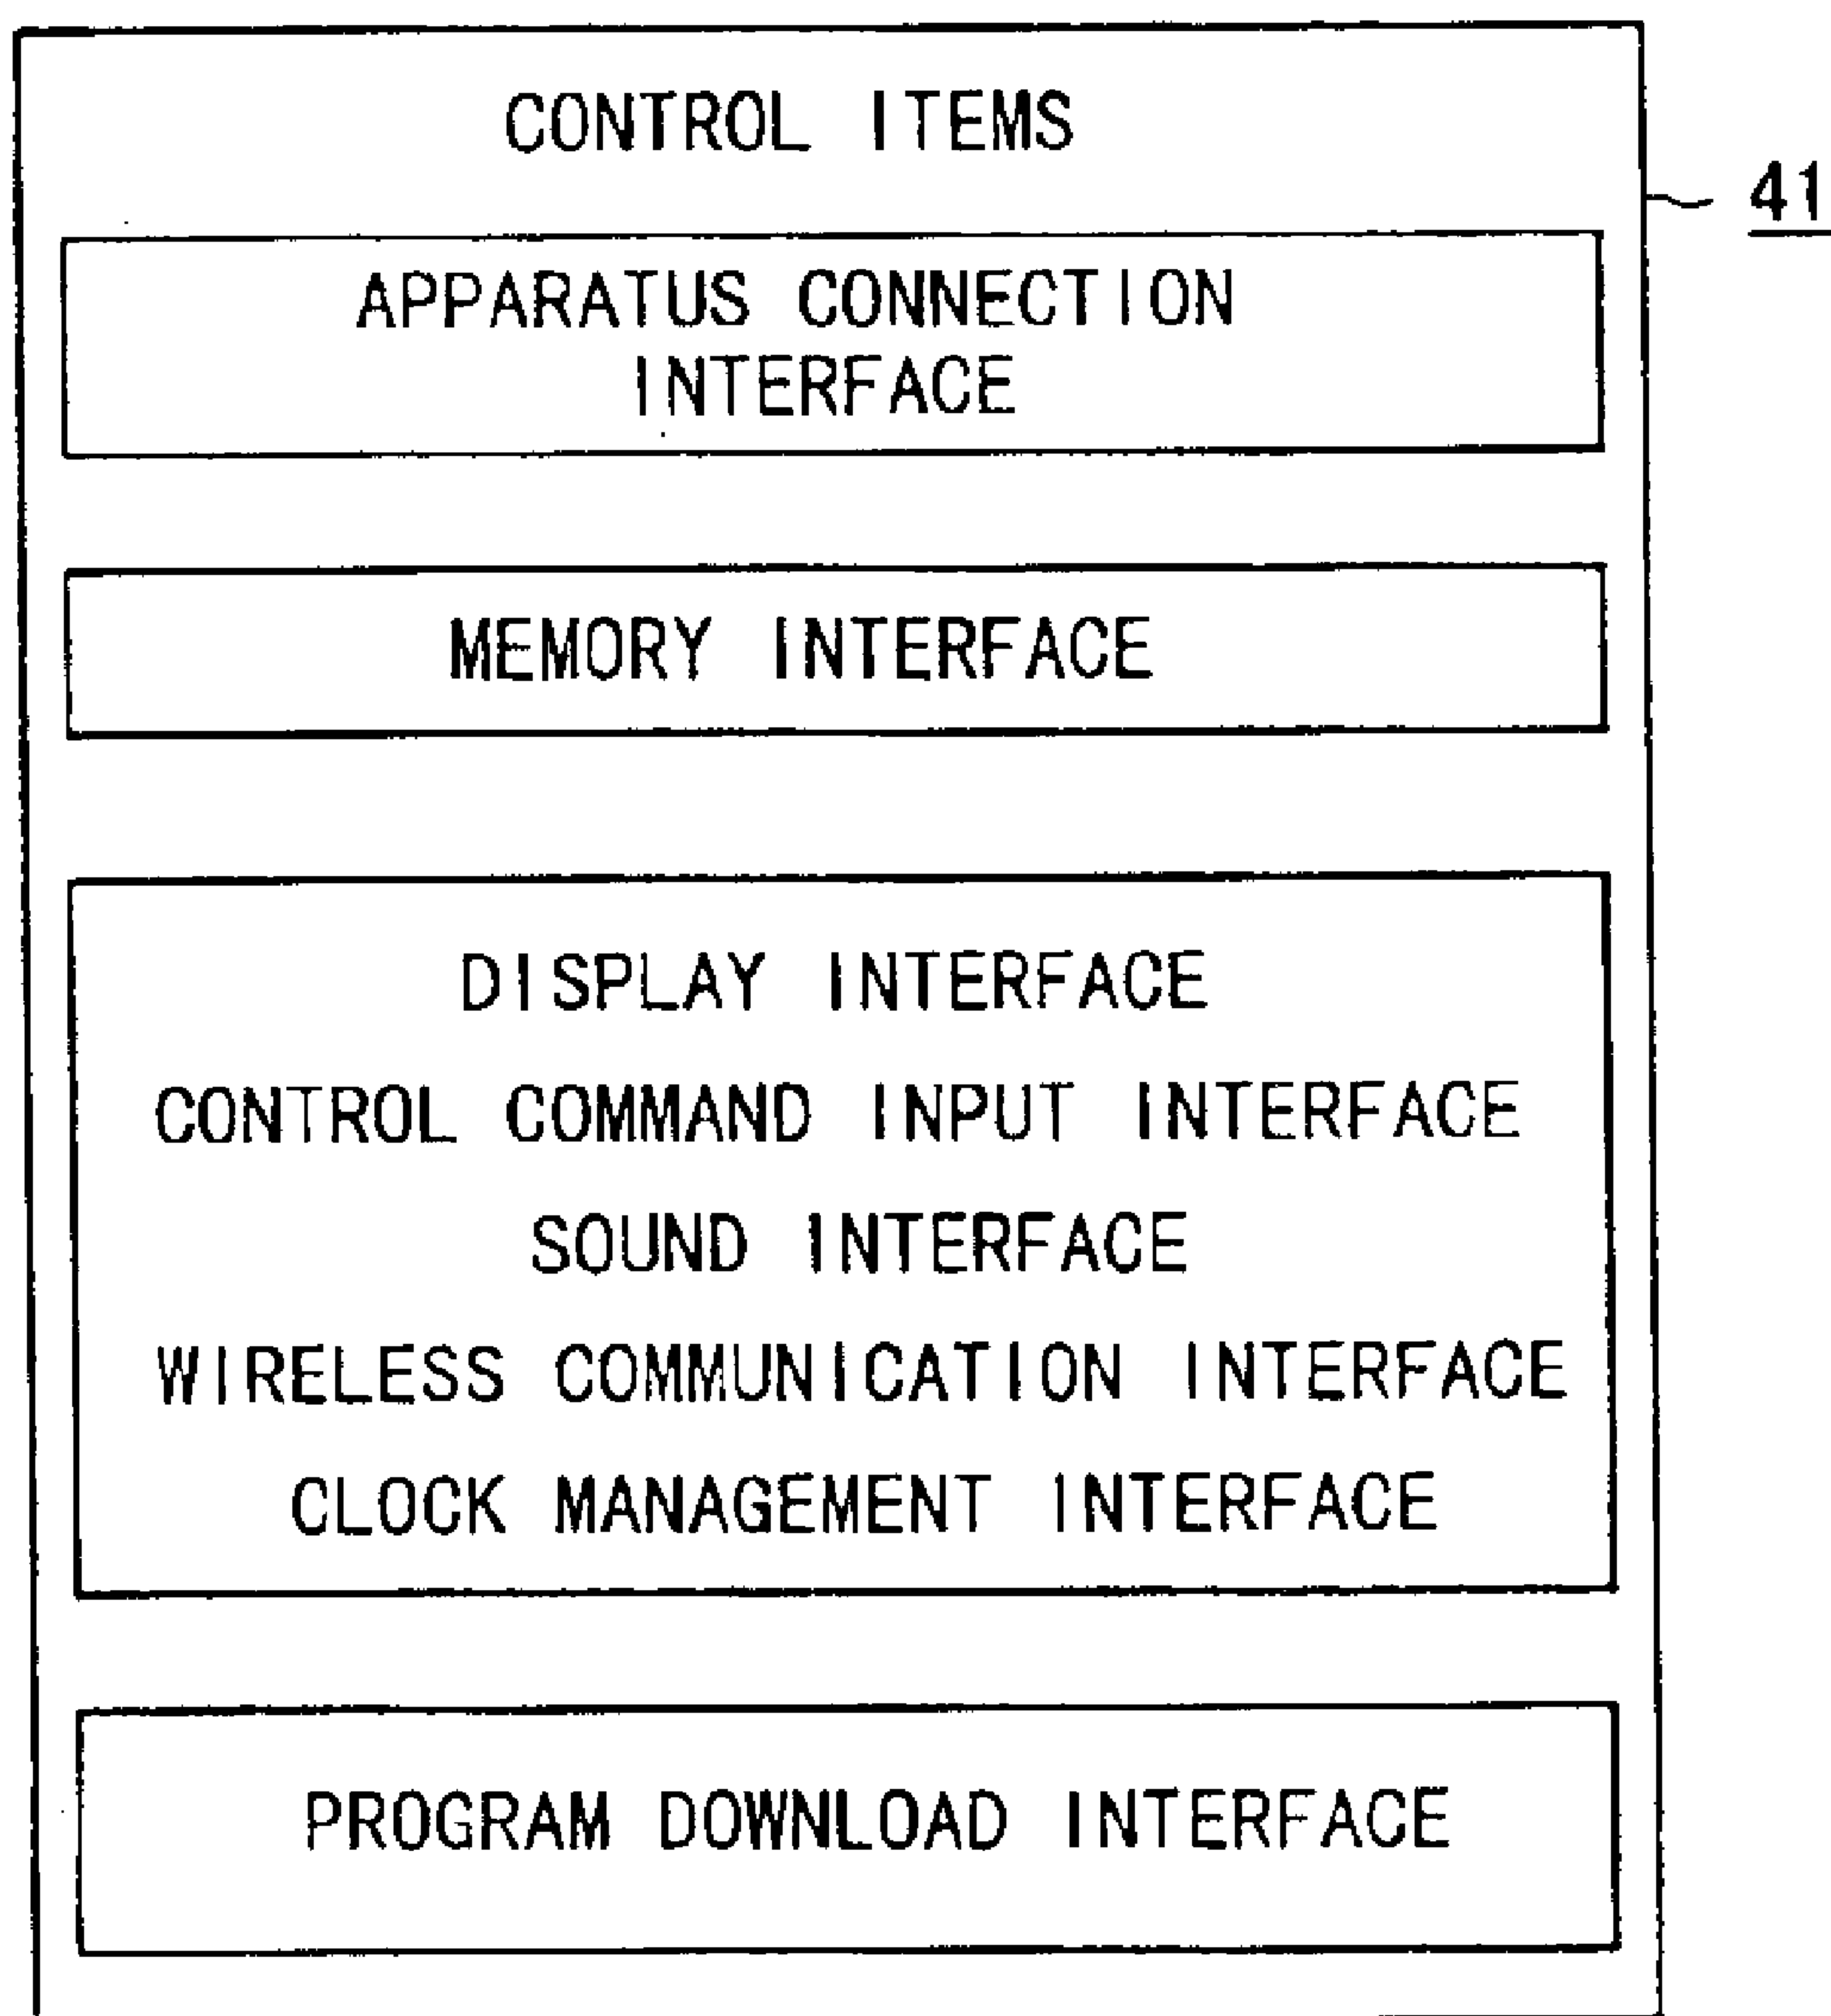 CONTROL ITEMS
41
APPARATUS CONNECTION
INTERFACE
MEMORY INTERFACE
DISPLAY INTERFACE
CONTROL COMMAND INPUT INTERFACE
SOUND INTERFACE
WIRELESS COMMUNICATION INTERFACE
CLOCK MANAGEMENT INTERFACE
PROGRAM DOWNLOAD INTERFACE